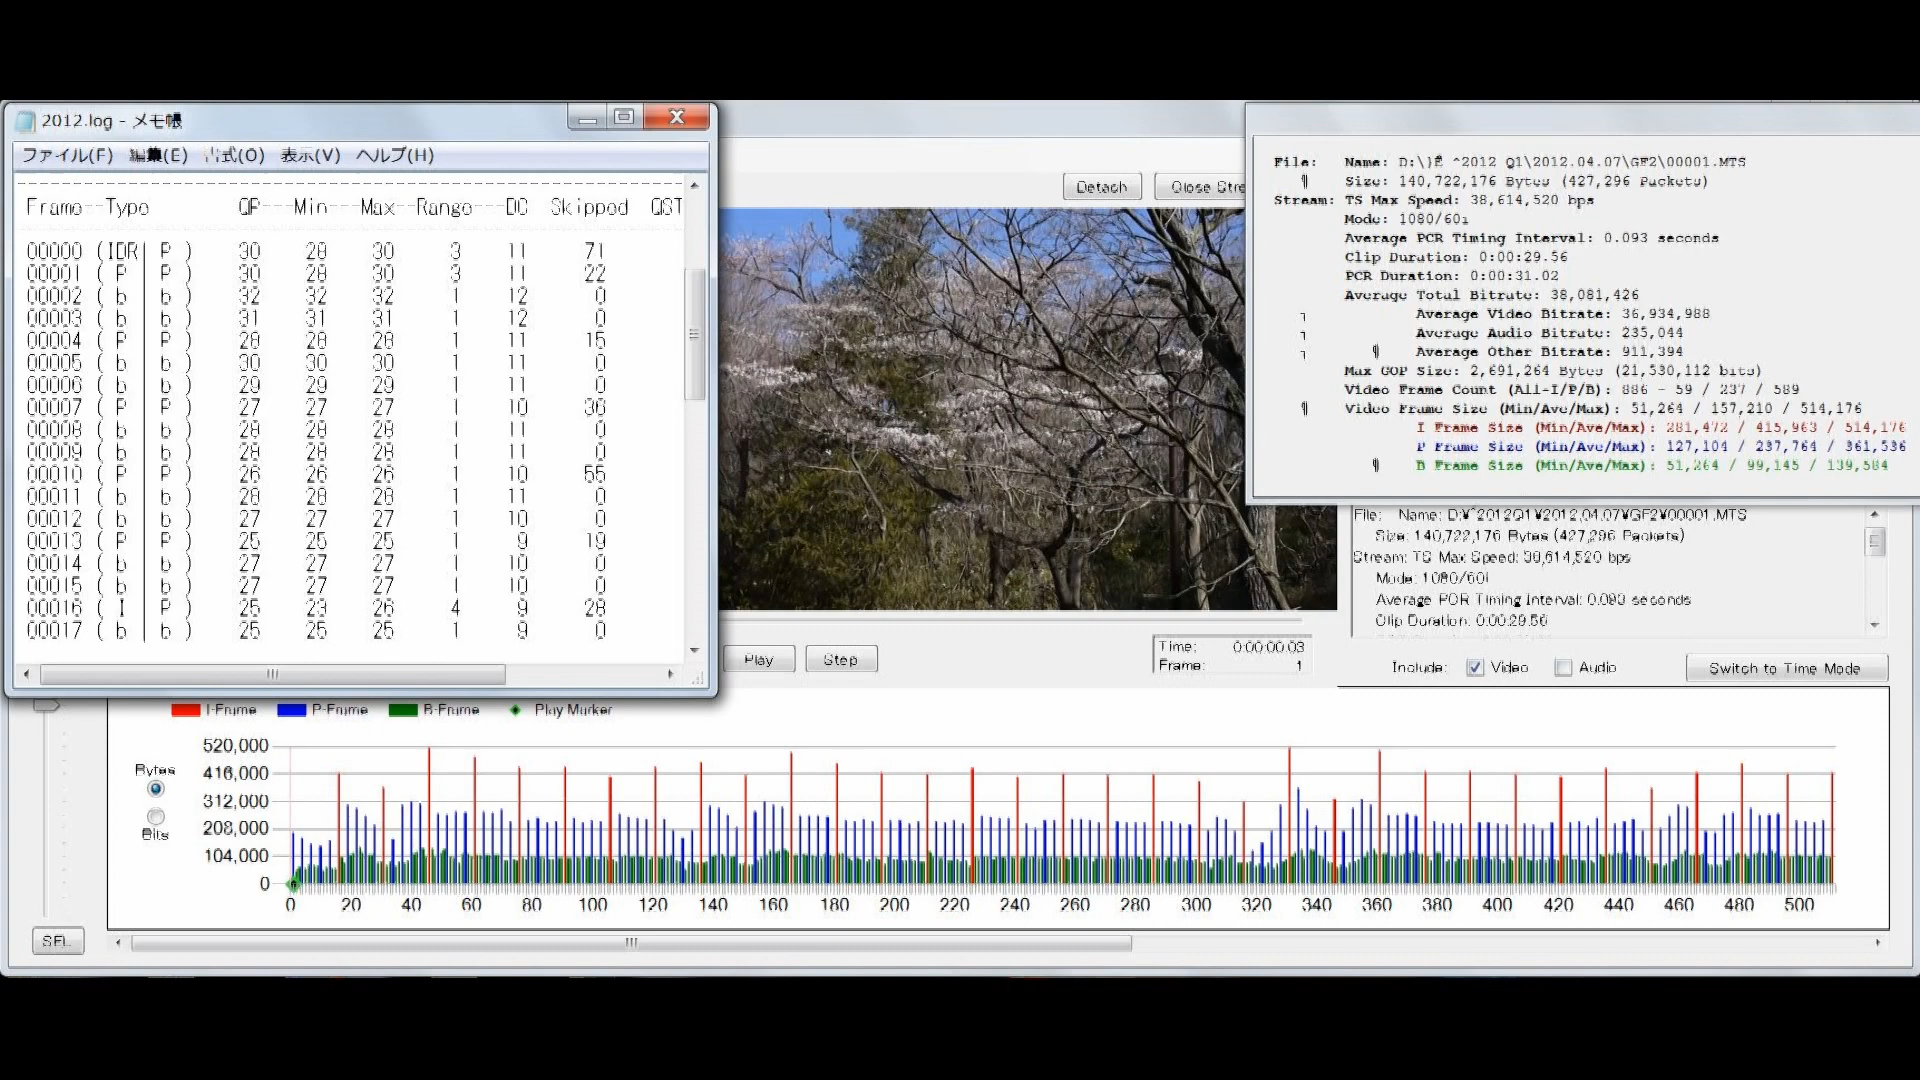 2012.log - メモ帳
ファイル(F) 編集(E) 書式(O) 表示(V) ヘルプ(H)
Frame--Type QP---Min---Max--Range---DC Skipped QST
00000 (IDR| P ) 30 28 30 3 11 71
00001 ( P | P ) 30 28 30 3 11 22
00002 ( b | b ) 32 32 32 1 12 0
00003 ( b | b ) 31 31 31 1 12 0
00004 ( P | P ) 28 28 28 1 11 15
00005 ( b | b ) 30 30 30 1 11 0
00006 ( b | b ) 29 29 29 1 11 0
00007 ( P | P ) 27 27 27 1 10 36
00008 ( b | b ) 28 28 28 1 11 0
00009 ( b | b ) 28 28 28 1 11 0
00010 ( P | P ) 26 26 26 1 10 55
00011 ( b | b ) 28 28 28 1 11 0
00012 ( b | b ) 27 27 27 1 10 0
00013 ( P | P ) 25 25 25 1 9 19
00014 ( b | b ) 27 27 27 1 10 0
00015 ( b | b ) 27 27 27 1 10 0
00016 ( I | P ) 25 23 26 4 9 28
00017 ( b | b ) 25 25 25 1 9 0
Detach Close Stre
File: Name: ^2012 Q1\2012.04.07\GF2\00001.MTS
Size: 140,722,176 Bytes (427,296 Packets)
Stream: TS Max Speed: 38,614,520 bps
Mode: 1080/60i
Average PCR Timing Interval: 0.093 seconds
Clip Duration: 0:00:29.56
PCR Duration: 0:00:31.02
Average Total Bitrate: 38,081,426
Average Video Bitrate: 36,934,988
Average Audio Bitrate: 235,044
Average Other Bitrate: 911,394
Max GOP Size: 2,691,264 Bytes (21,530,112 bits)
Video Frame Count (All-I/P/B): 886 - 59 / 237 / 589
Video Frame Size (Min/Ave/Max): 51,264 / 157,210 / 514,176
I Frame Size (Min/Ave/Max): 281,472 / 415,963 / 514,176
P Frame Size (Min/Ave/Max): 127,104 / 237,764 / 361,536
B Frame Size (Min/Ave/Max): 51,264 / 99,145 / 139,584
File: Name: D:¥^2012Q1¥2012.04.07¥GF2¥00001.MTS
Size: 140,722,176 Bytes (427,296 Packets)
Stream: TS Max Speed: 38,614,520 bps
Mode: 1080/60i
Average PCR Timing Interval: 0.093 seconds
Clip Duration: 0:00:29.56
Play Step
Time: 0:00:00.03
Frame: 1
Include: Video Audio Switch to Time Mode
I-Frame P-Frame B-Frame Play Marker
Bytes
Bits
520,000
416,000
312,000
208,000
104,000
0
0 20 40 60 80 100 120 140 160 180 200 220 240 260 280 300 320 340 360 380 400 420 440 460 480 500
SEL